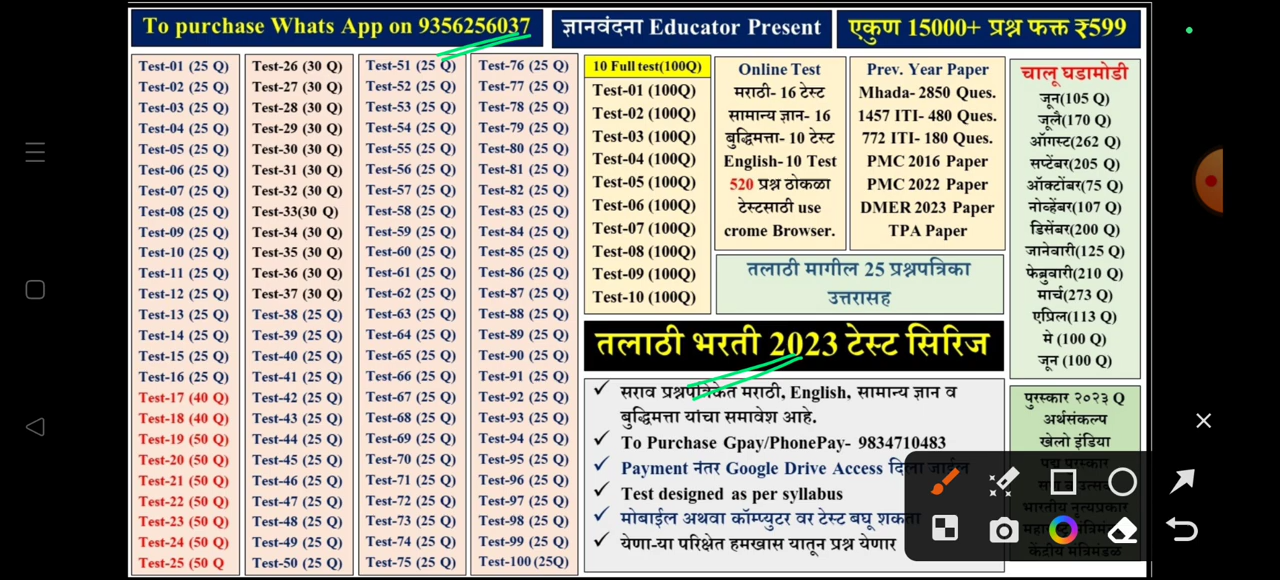 To purchase Whats App on 9356256037
ज्ञानवंदना Educator Present
एकुण 15000+ प्रश्न फक्त ₹599
Test-01 (25 Q)
Test-02 (25 Q)
Test-03 (25 Q)
Test-04 (25 Q)
Test-05 (25 Q)
Test-06 (25 Q)
Test-07 (25 Q)
Test-08 (25 Q)
Test-09 (25 Q)
Test-10 (25 Q)
Test-11 (25 Q)
Test-12 (25 Q)
Test-13 (25 Q)
Test-14 (25 Q)
Test-15 (25 Q)
Test-16 (25 Q)
Test-17 (40 Q)
Test-18 (40 Q)
Test-19 (50 Q)
Test-20 (50 Q)
Test-21 (50 Q)
Test-22 (50 Q)
Test-23 (50 Q)
Test-24 (50 Q)
Test-25 (50 Q
Test-26 (30 Q)
Test-27 (30 Q)
Test-28 (30 Q)
Test-29 (30 Q)
Test-30 (30 Q)
Test-31 (30 Q)
Test-32 (30 Q)
Test-33(30 Q)
Test-34 (30 Q)
Test-35 (30 Q)
Test-36 (30 Q)
Test-37 (30 Q)
Test-38 (25 Q)
Test-39 (25 Q)
Test-40 (25 Q)
Test-41 (25 Q)
Test-42 (25 Q)
Test-43 (25 Q)
Test-44 (25 Q)
Test-45 (25 Q)
Test-46 (25 Q)
Test-47 (25 Q)
Test-48 (25 Q)
Test-49 (25 Q)
Test-50 (25 Q)
Test-51 (25 Q)
Test-52 (25 Q)
Test-53 (25 Q)
Test-54 (25 Q)
Test-55 (25 Q)
Test-56 (25 Q)
Test-57 (25 Q)
Test-58 (25 Q)
Test-59 (25 Q)
Test-60 (25 Q)
Test-61 (25 Q)
Test-62 (25 Q)
Test-63 (25 Q)
Test-64 (25 Q)
Test-65 (25 Q)
Test-66 (25 Q)
Test-67 (25 Q)
Test-68 (25 Q)
Test-69 (25 Q)
Test-70 (25 Q)
Test-71 (25 Q)
Test-72 (25 Q)
Test-73 (25 Q)
Test-74 (25 Q)
Test-75 (25 Q)
Test-76 (25 Q)
Test-77 (25 Q)
Test-78 (25 Q)
Test-79 (25 Q)
Test-80 (25 Q)
Test-81 (25 Q)
Test-82 (25 Q)
Test-83 (25 Q)
Test-84 (25 Q)
Test-85 (25 Q)
Test-86 (25 Q)
Test-87 (25 Q)
Test-88 (25 Q)
Test-89 (25 Q)
Test-90 (25 Q)
Test-91 (25 Q)
Test-92 (25 Q)
Test-93 (25 Q)
Test-94 (25 Q)
Test-95 (25 Q)
Test-96 (25 Q)
Test-97 (25 Q)
Test-98 (25 Q)
Test-99 (25 Q)
Test-100 (25Q)
10 Full test(100Q)
Test-01 (100Q)
Test-02 (100Q)
Test-03 (100Q)
Test-04 (100Q)
Test-05 (100Q)
Test-06 (100Q)
Test-07 (100Q)
Test-08 (100Q)
Test-09 (100Q)
Test-10 (100Q)
Online Test
मराठी- 16 टेस्ट
सामान्य ज्ञान- 16
बुद्धिमत्ता- 10 टेस्ट
English-10 Test
520 प्रश्न ठोकळा
टेस्टसाठी use
crome Browser.
Prev. Year Paper
Mhada- 2850 Ques.
1457 ITI- 480 Ques.
772 ITI- 180 Ques.
PMC 2016 Paper
PMC 2022 Paper
DMER 2023 Paper
TPA Paper
तलाठी मागील 25 प्रश्नपत्रिका
उत्तरासह
तलाठी भरती 2023 टेस्ट सिरिज
✓ सराव प्रश्नपत्रिकेत मराठी, English, सामान्य ज्ञान व
बुद्धिमत्ता यांचा समावेश आहे.
✓ To Purchase Gpay/PhonePay- 9834710483
✓ Payment नंतर Google Drive Access दिला जाईल
✓ Test designed as per syllabus
✓ मोबाईल अथवा कॉम्प्युटर वर टेस्ट बघू शकता
✓ येणा-या परिक्षेत हमखास यातून प्रश्न येणार
चालू घडामोडी
जून(105 Q)
जूलै(170 Q)
ऑगस्ट(262 Q)
सप्टेंबर(205 Q)
ऑक्टोंबर(75 Q)
नोव्हेंबर(107 Q)
डिसेंबर(200 Q)
जानेवारी(125 Q)
फेब्रुवारी(210 Q)
मार्च(273 Q)
एप्रिल(113 Q)
मे (100 Q)
जून (100 Q)
पुरस्कार २०२३ Q
अर्थसंकल्प
खेलो इंडिया
पद्म पुरस्कार
भारतीय नृत्यप्रकार
केंद्रीय मंत्रिमंडळ